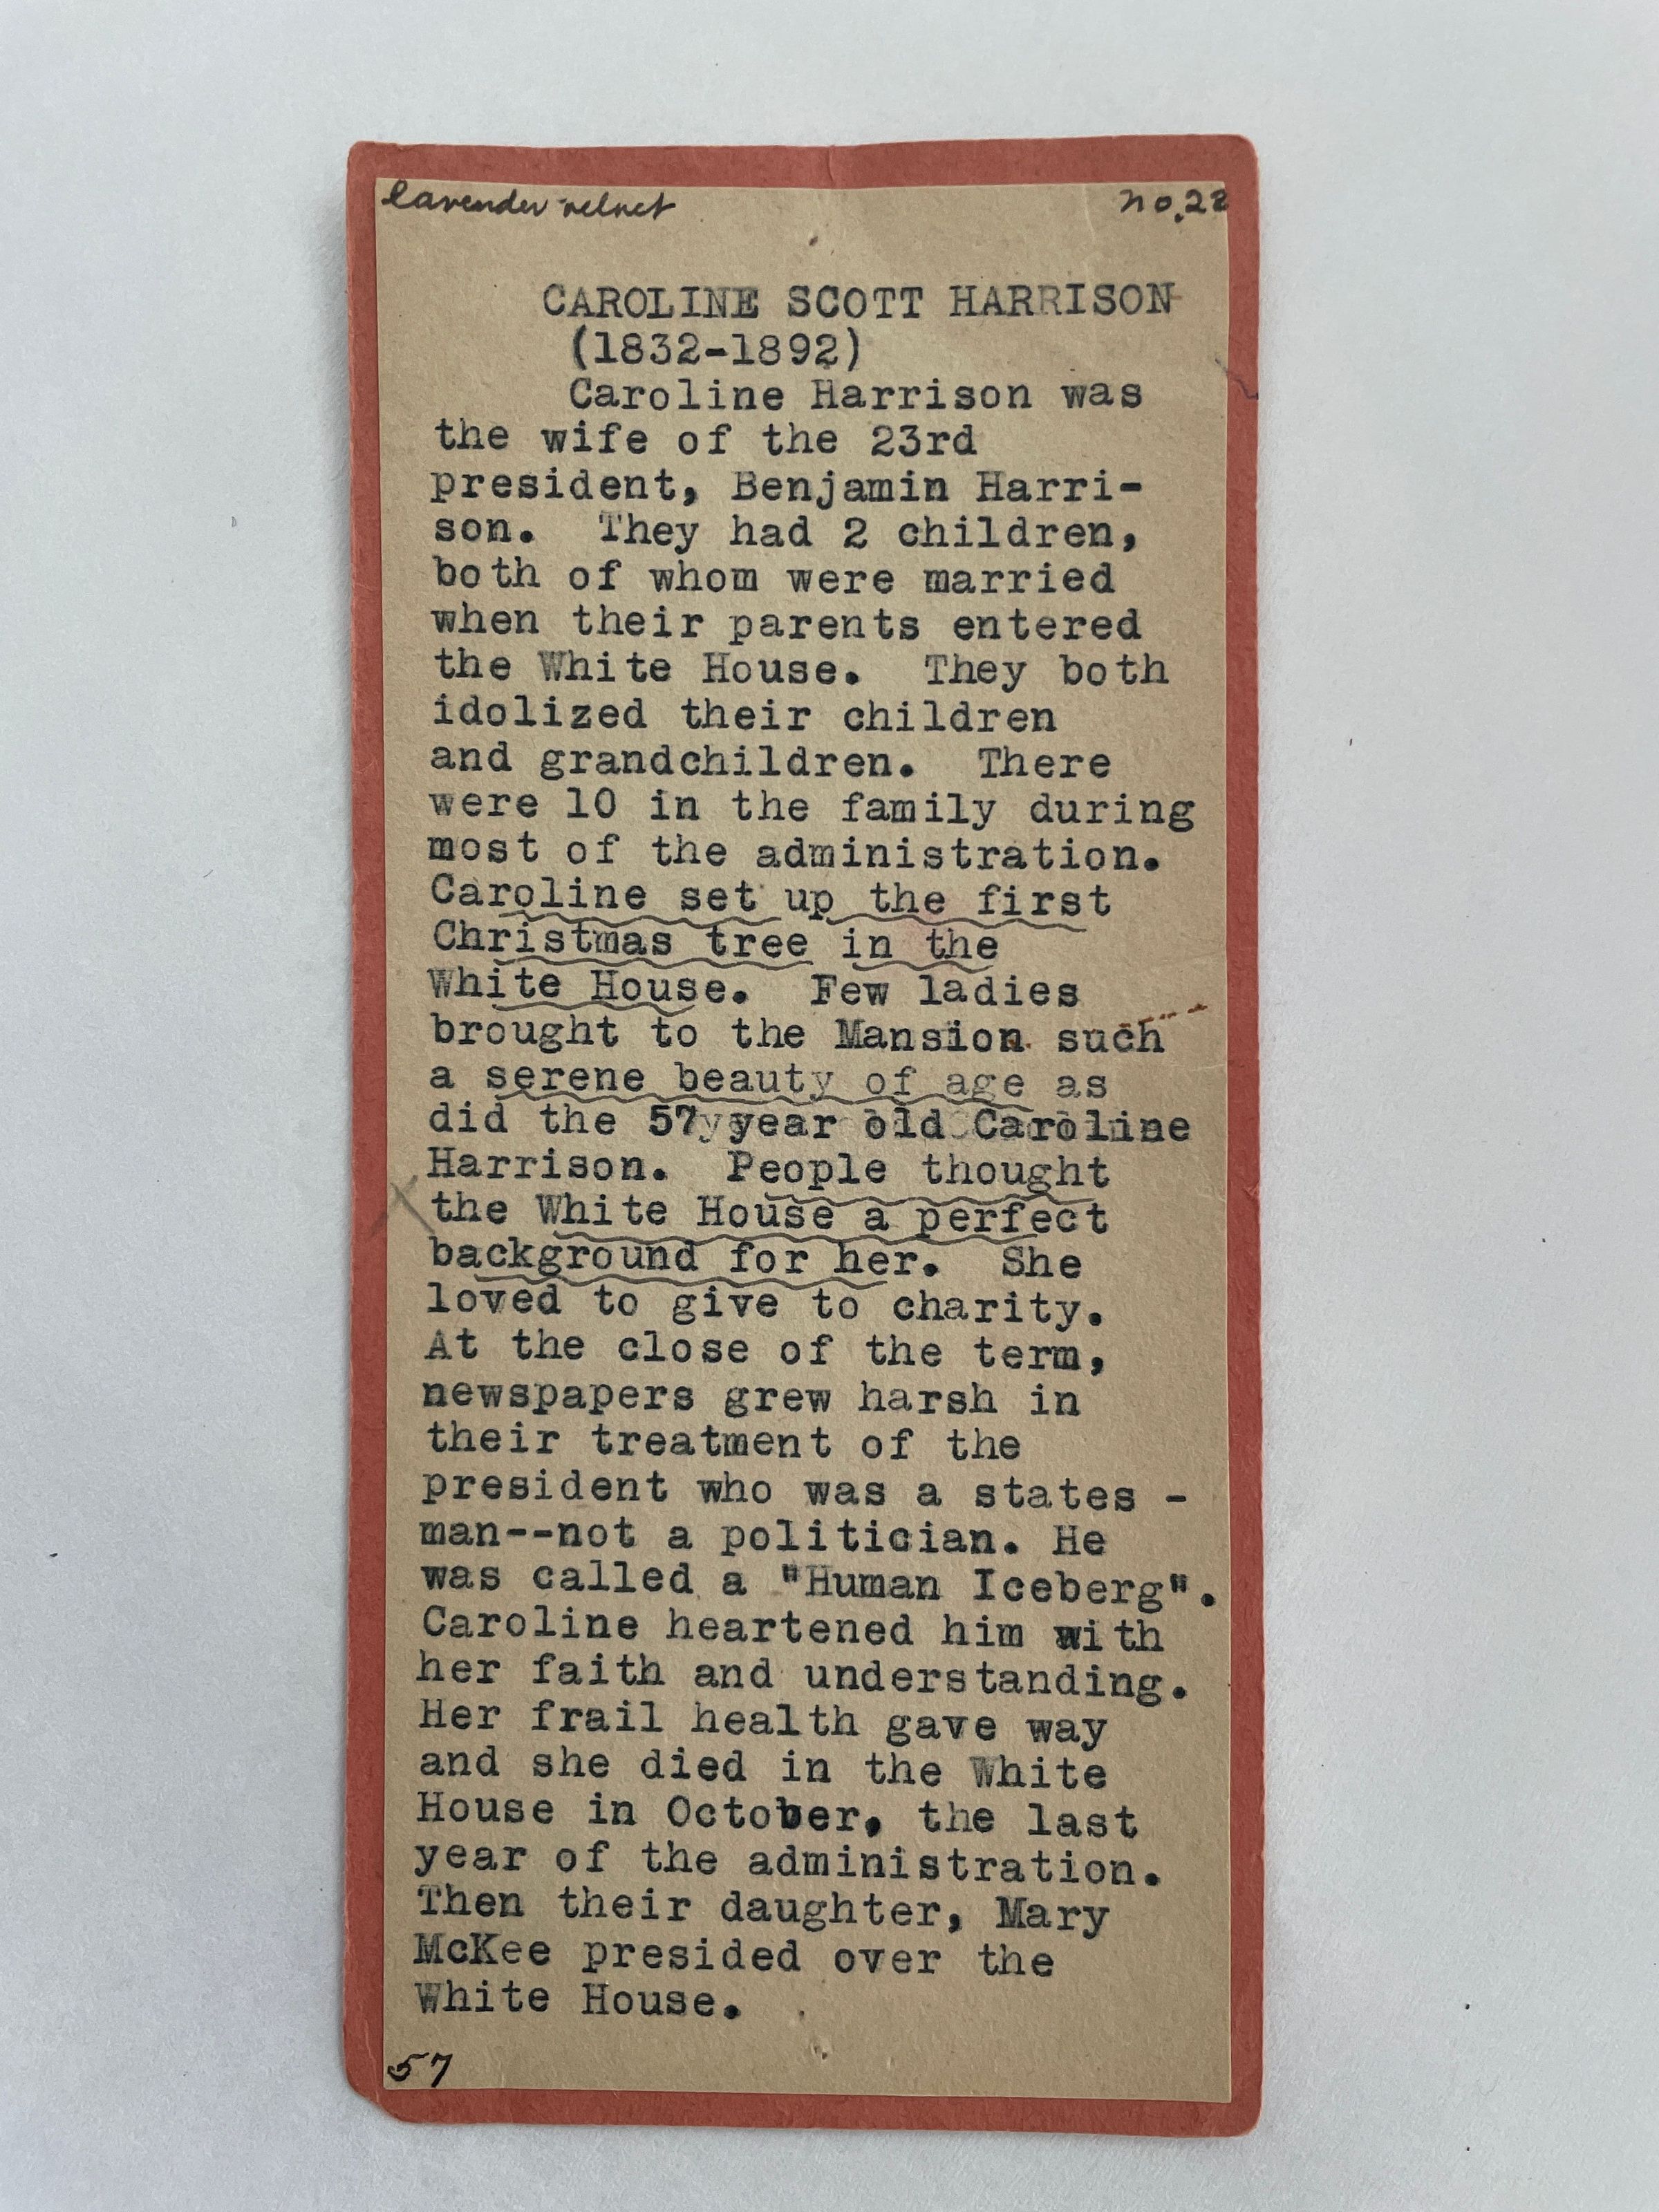 lavender velvet no. 22
CAROLINE SCOTT HARRISON
(1832-1892)
Caroline Harrison was
the wife of the 23rd
president, Benjamin Harri-
son. They had 2 children,
both of whom were married
when their parents entered
the White House. They both
idolized their children
and grandchildren. There
were 10 in the family during
most of the administration.
Caroline set up the first
Christmas tree in the
White House. Few ladies
brought to the Mansion such
a serene beauty of age as
did the 57 year old Caroline
Harrison. People thought
the White House a perfect
background for her. She
loved to give to charity.
At the close of the term,
newspapers grew harsh in
their treatment of the
president who was a states -
man--not a politician. He
was called a "Human Iceberg".
Caroline heartened him with
her faith and understanding.
Her frail health gave way
and she died in the White
House in October, the last
year of the administration.
Then their daughter, Mary
McKee presided over the
White House.
57